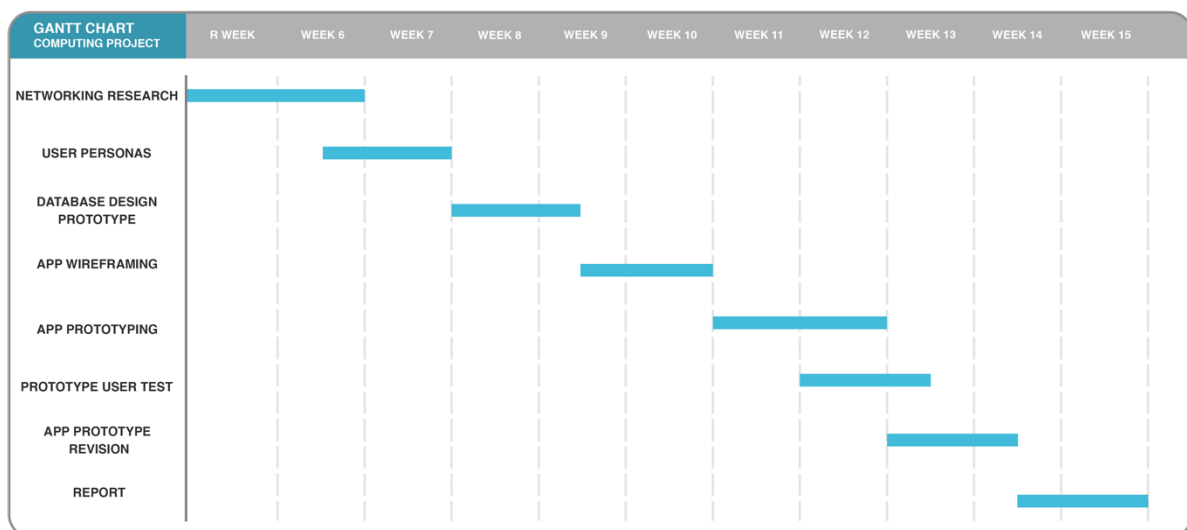 GANTT CHART
COMPUTING PROJECT
R WEEK WEEK 6 WEEK 7 WEEK 8 WEEK 9 WEEK 10 WEEK 11 WEEK 12 WEEK 13 WEEK 14 WEEK 15
NETWORKING RESEARCH
USER PERSONAS
DATABASE DESIGN
PROTOTYPE
APP WIREFRAMING
APP PROTOTYPING
PROTOTYPE USER TEST
APP PROTOTYPE
REVISION
REPORT